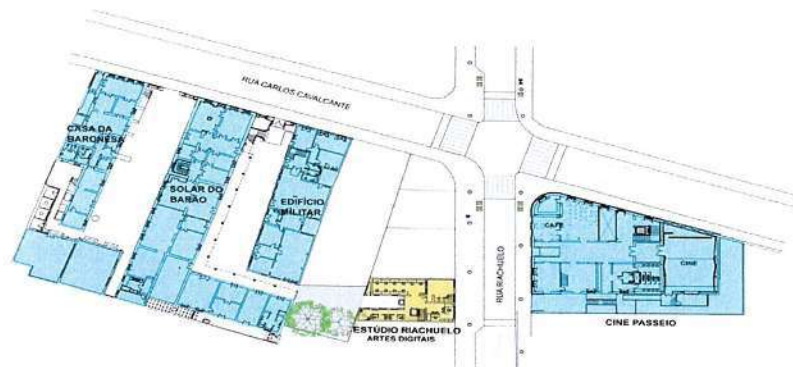 RUA CARLOS CAVALCANTE
CASA DA
BARONESA
SOLAR DO
BARÃO
EDIFÍCIO
MILITAR
RUA RIACHUELO
CAFE
CINE
ESTÚDIO RIACHUELO
ARTES DIGITAIS
CINE PASSEIO